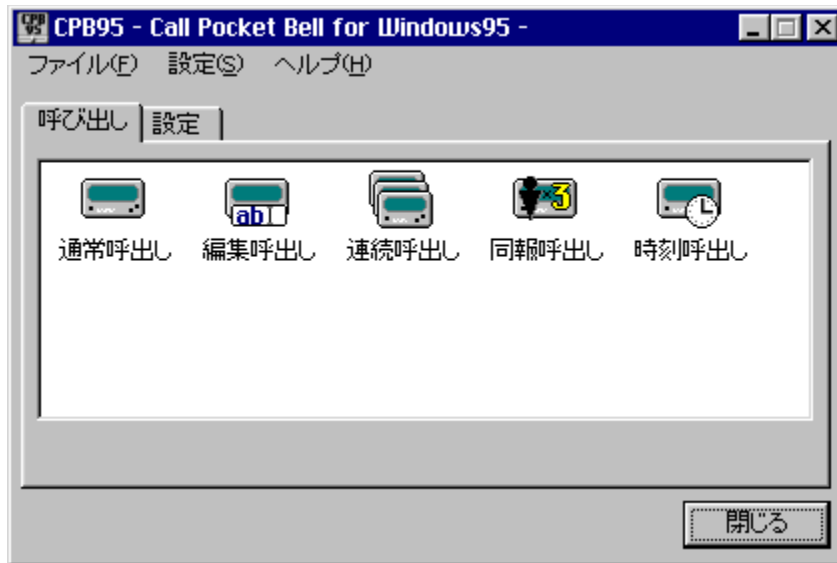 CPB95 - Call Pocket Bell for Windows95 -
ファイル(F) 設定(S) ヘルプ(H)
呼び出し 設定
ab
×3
通常呼出し 編集呼出し 連続呼出し 同報呼出し 時刻呼出し
閉じる